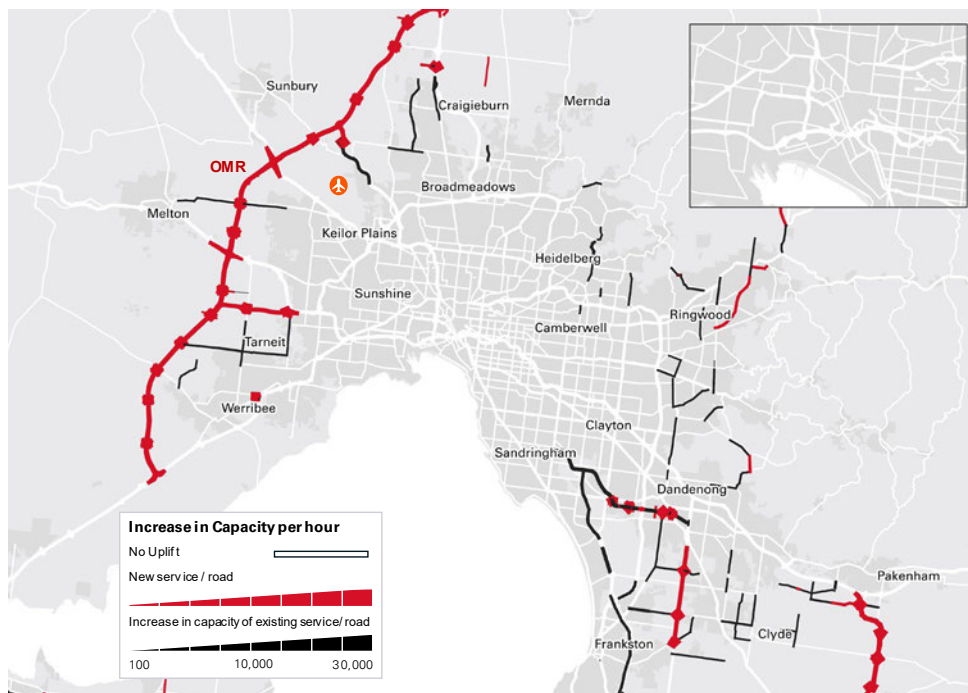 Sunbury
Craigieburn
Mernda
OMR
Broadmeadows
Melton
Keilor Plains
Heidelberg
Sunshine
Ringwood
Camberwell
Tarneit
Werribee
Clayton
Sandringham
Dandenong
Pakenham
Clyde
Frankston
Increase in Capacity per hour
No Uplift
New service / road
Increase in capacity of existing service/ road
100 10,000 30,000